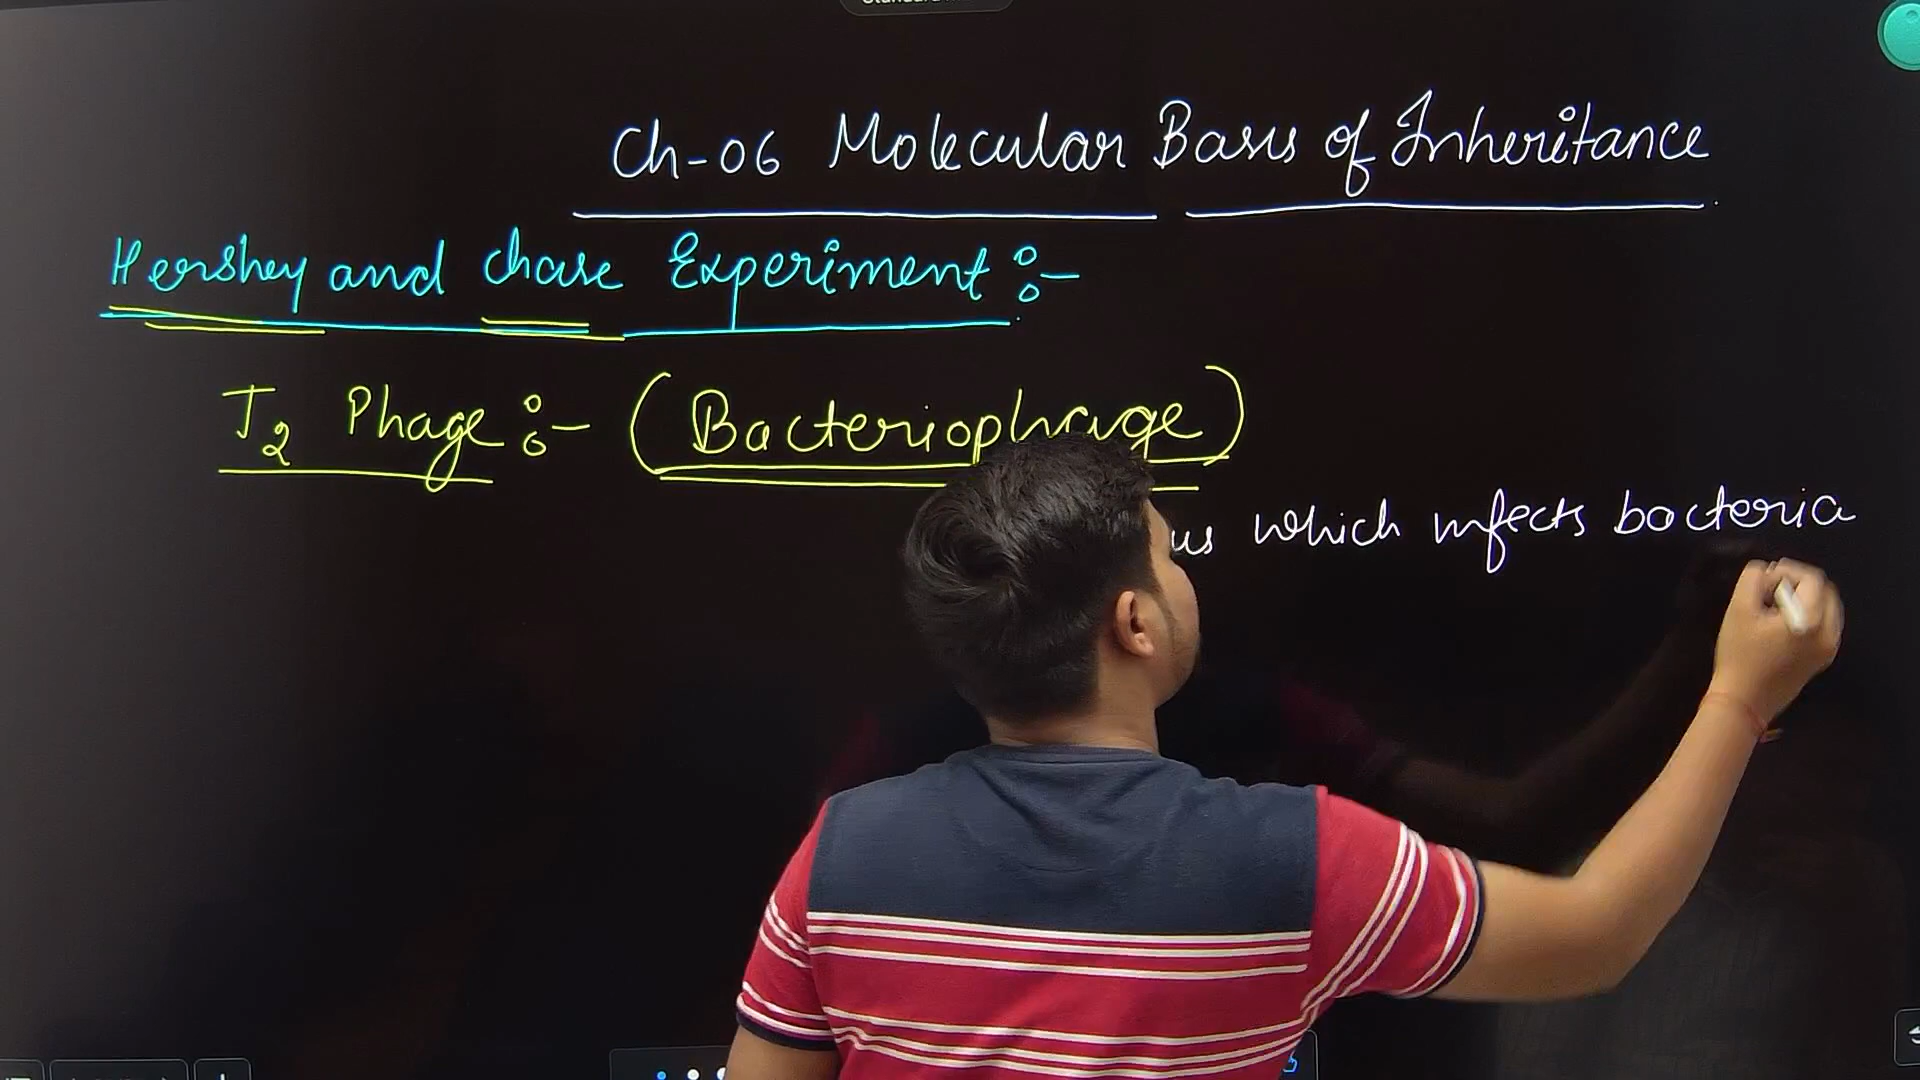 Ch-06 Molecular Basis of Inheritance
Hershey and chase Experiment :-
T2 Phage :- (Bacteriophage)
us which infects bacteria